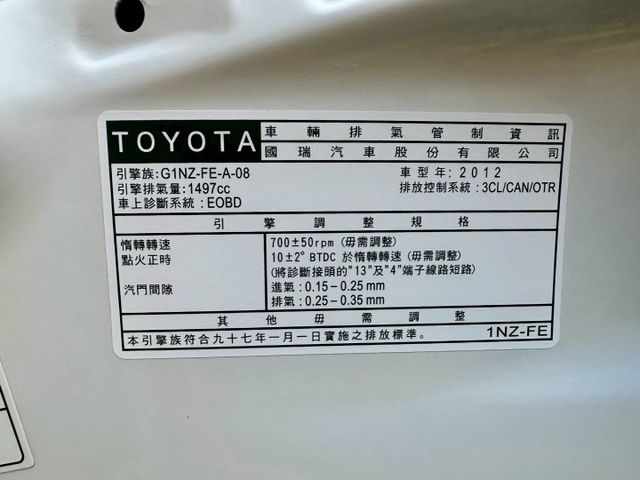 TOYOTA 車輛排氣管制資訊
國瑞汽車股份有限公司
引擎族:G1NZ-FE-A-08 車型年:2012
引擎排氣量:1497cc 排放控制系統:3CL/CAN/OTR
車上診斷系統:EOBD
引擎調整規格
惰轉轉速 700±50rpm (毋需調整)
點火正時 10±2° BTDC 於惰轉轉速 (毋需調整)
(將診斷接頭的"13"及"4"端子線路短路)
汽門間隙 進氣:0.15-0.25 mm
排氣:0.25-0.35 mm
其他毋需調整
本引擎族符合九十七年一月一日實施之排放標準。 1NZ-FE